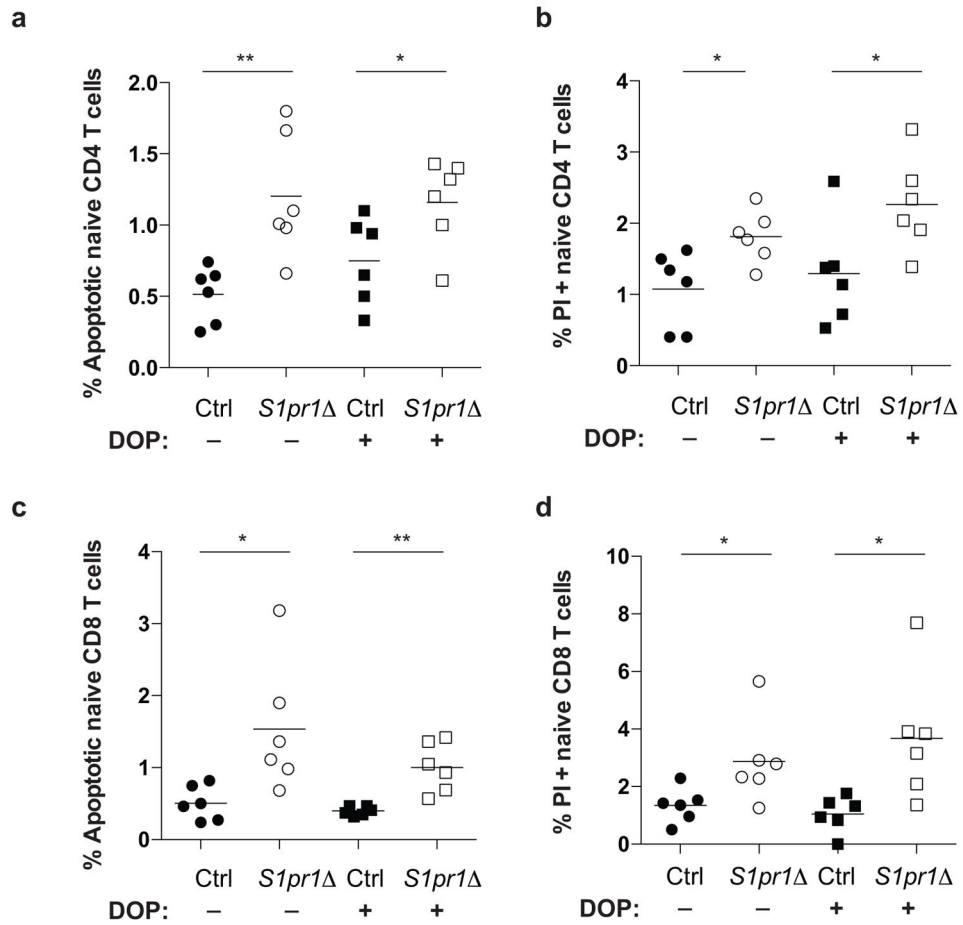 a
** *
% Apoptotic naive CD4 T cells
2.0
1.5
1.0
0.5
0.0
Ctrl S1pr1Δ Ctrl S1pr1Δ
DOP: – – + +
b
* *
% PI + naive CD4 T cells
4
3
2
1
0
Ctrl S1pr1Δ Ctrl S1pr1Δ
DOP: – – + +
c
* **
% Apoptotic naive CD8 T cells
4
3
2
1
0
Ctrl S1pr1Δ Ctrl S1pr1Δ
DOP: – – + +
d
* *
% PI + naive CD8 T cells
10
8
6
4
2
0
Ctrl S1pr1Δ Ctrl S1pr1Δ
DOP: – – + +